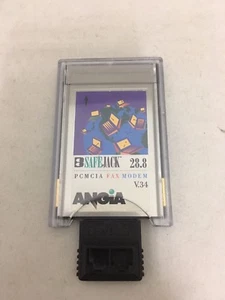 SAFEJACK 28.8
PCMCIA FAX MODEM
V.34
ANGIA